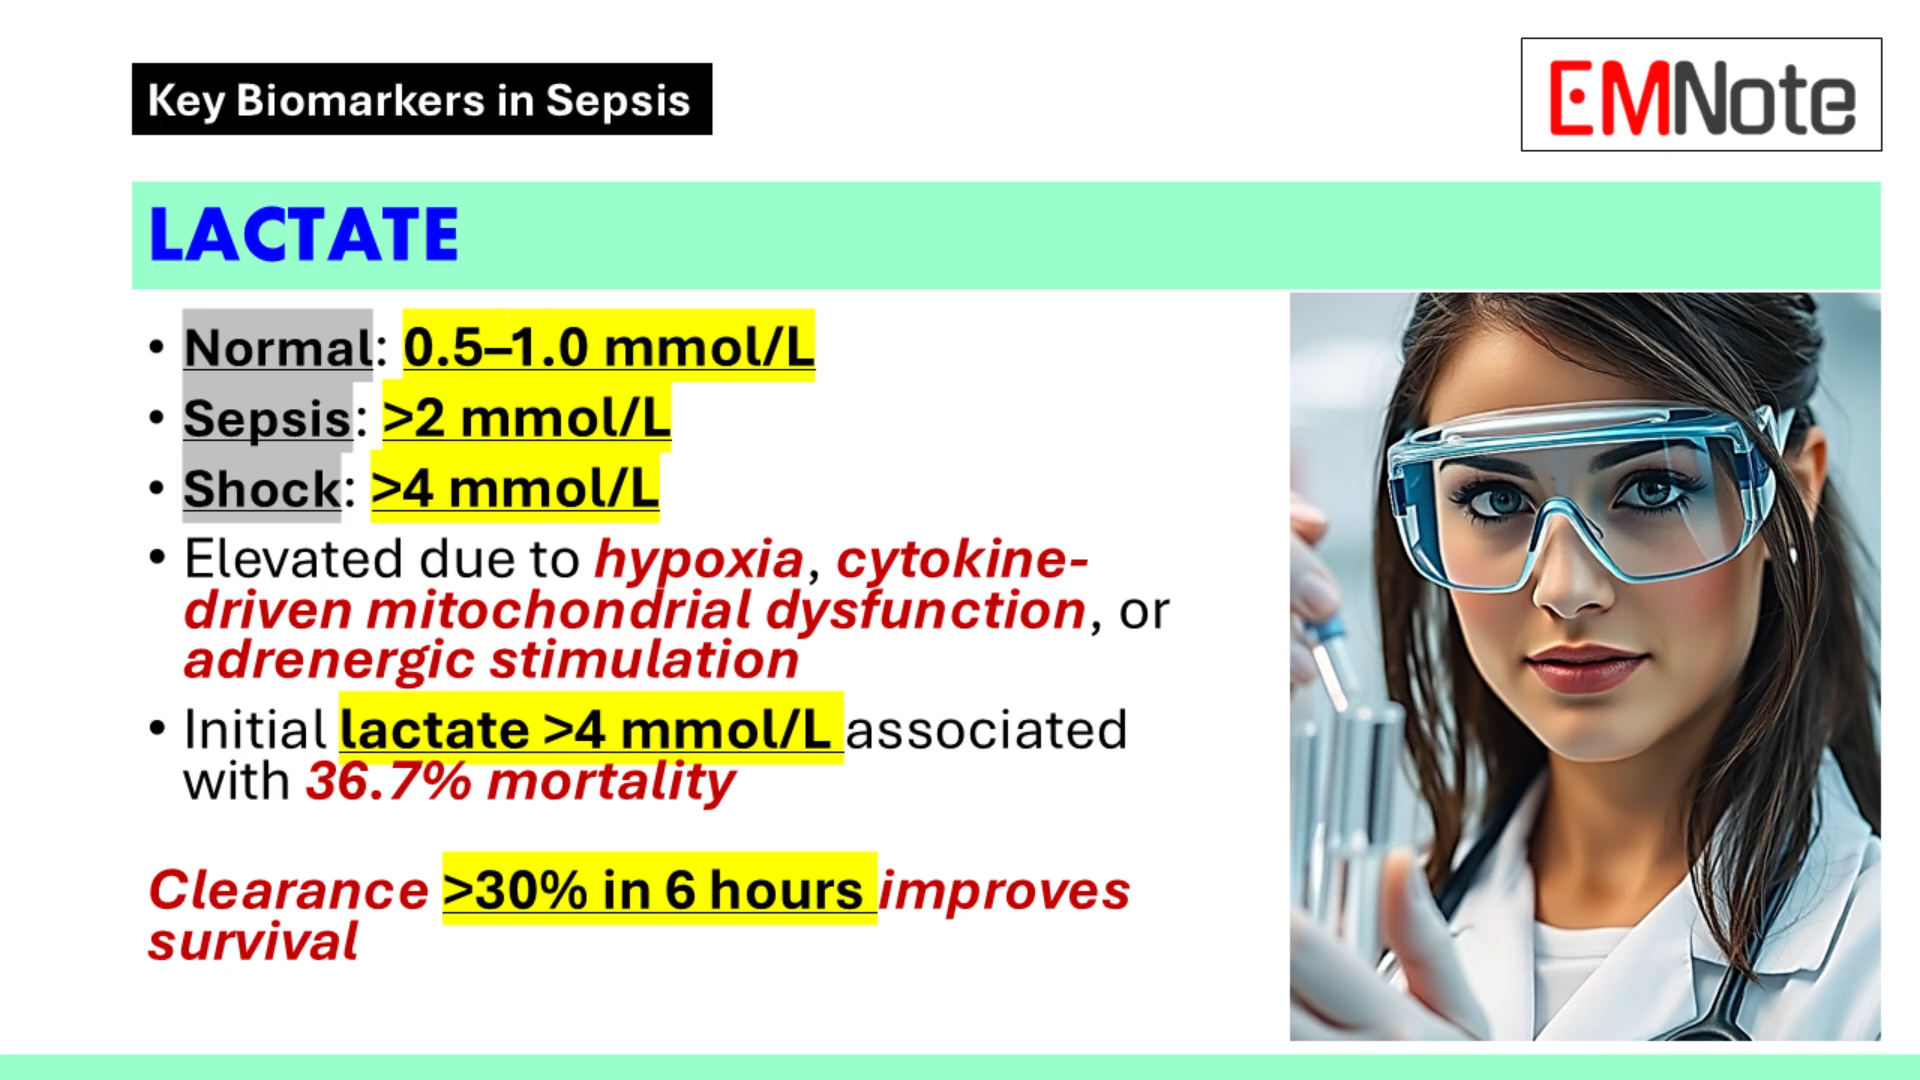 Key Biomarkers in Sepsis
EMNote
LACTATE
• Normal: 0.5–1.0 mmol/L
• Sepsis: >2 mmol/L
• Shock: >4 mmol/L
• Elevated due to hypoxia, cytokine-
driven mitochondrial dysfunction, or
adrenergic stimulation
• Initial lactate >4 mmol/L associated
with 36.7% mortality
Clearance >30% in 6 hours improves
survival